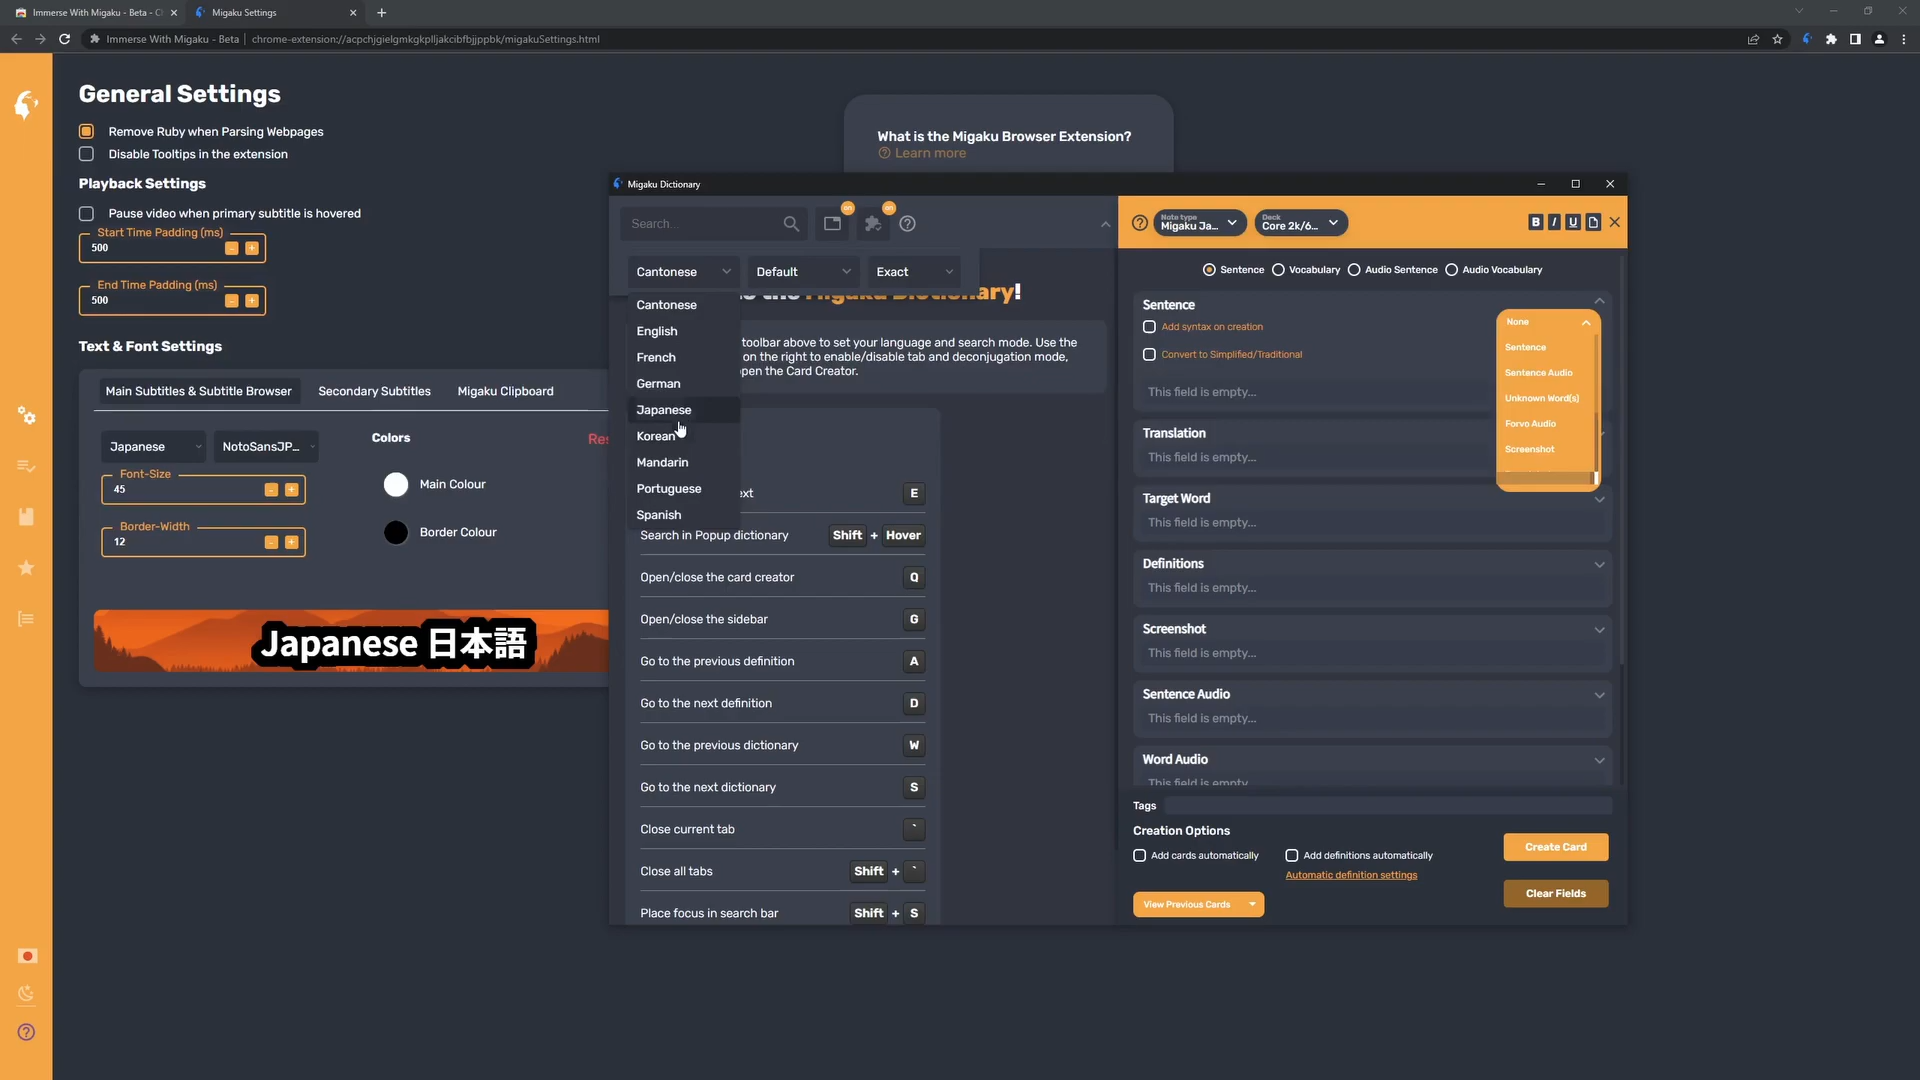 Immerse With Migaku - Beta - C
Migaku Settings
Immerse With Migaku - Beta
chrome-extension://acpchjgielgmkgkplljakcibfbjjppbk/migakuSettings.html
General Settings
Remove Ruby when Parsing Webpages
Disable Tooltips in the extension
Playback Settings
Pause video when primary subtitle is hovered
Start Time Padding (ms)
500
End Time Padding (ms)
500
Text & Font Settings
Main Subtitles & Subtitle Browser
Secondary Subtitles
Migaku Clipboard
Japanese
NotoSansJP...
Colors
Res
Font-Size
45
Main Colour
Border-Width
12
Border Colour
Japanese 日本語
What is the Migaku Browser Extension?
Learn more
Migaku Dictionary
Search...
on
on
Cantonese
Default
Exact
Cantonese
English
French
German
Japanese
Korean
Mandarin
Portuguese
Spanish
toolbar above to set your language and search mode. Use the
on the right to enable/disable tab and deconjugation mode,
open the Card Creator.
ext
E
Search in Popup dictionary
Shift + Hover
Open/close the card creator
Q
Open/close the sidebar
G
Go to the previous definition
A
Go to the next definition
D
Go to the previous dictionary
W
Go to the next dictionary
S
Close current tab
`
Close all tabs
Shift + `
Place focus in search bar
Shift + S
Note type
Migaku Ja...
Deck
Core 2k/6...
B I U
Sentence
Vocabulary
Audio Sentence
Audio Vocabulary
Sentence
Add syntax on creation
Convert to Simplified/Traditional
This field is empty...
None
Sentence
Sentence Audio
Unknown Word(s)
Forvo Audio
Screenshot
Translation
This field is empty...
Target Word
This field is empty...
Definitions
This field is empty...
Screenshot
This field is empty...
Sentence Audio
This field is empty...
Word Audio
This field is empty...
Tags
Creation Options
Add cards automatically
Add definitions automatically
Automatic definition settings
Create Card
View Previous Cards
Clear Fields